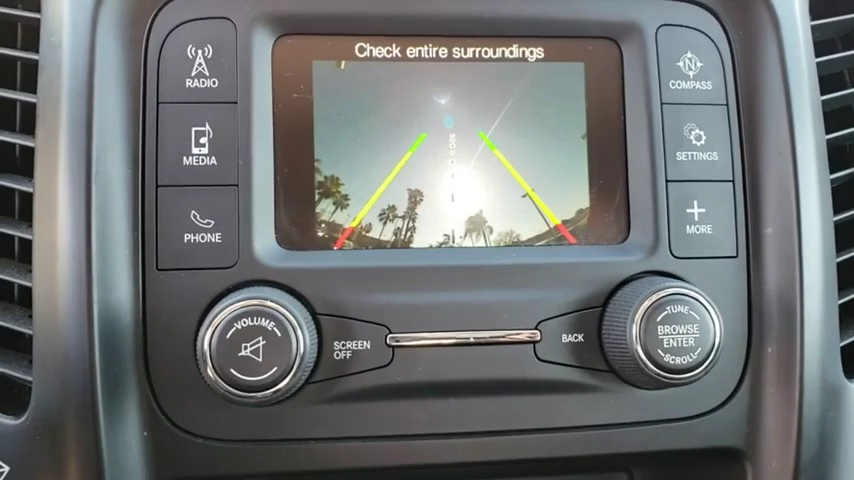 Check entire surroundings
RADIO
MEDIA
PHONE
N
COMPASS
SETTINGS
MORE
VOLUME
SCREEN
OFF
BACK
TUNE
BROWSE
ENTER
SCROLL